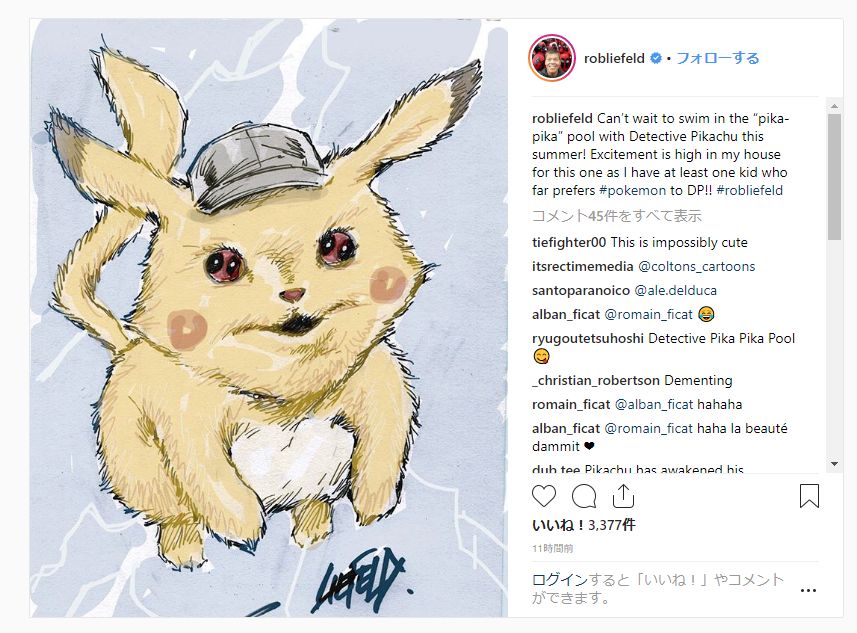 robliefeld • フォローする
robliefeld Can't wait to swim in the "pika-
pika" pool with Detective Pikachu this
summer! Excitement is high in my house
for this one as I have at least one kid who
far prefers #pokemon to DP!! #robliefeld
コメント45件をすべて表示
tiefighter00 This is impossibly cute
itsrectimemedia @coltons_cartoons
santoparanoico @ale.delduca
alban_ficat @romain_ficat 😂
ryugoutetsuhoshi Detective Pika Pika Pool
😋
_christian_robertson Dementing
romain_ficat @alban_ficat hahaha
alban_ficat @romain_ficat haha la beauté
dammit ❤
duh tee Pikachu has awakened his
いいね！3,377件
11時間前
ログインすると「いいね！」やコメント
ができます。
LIEFELD.